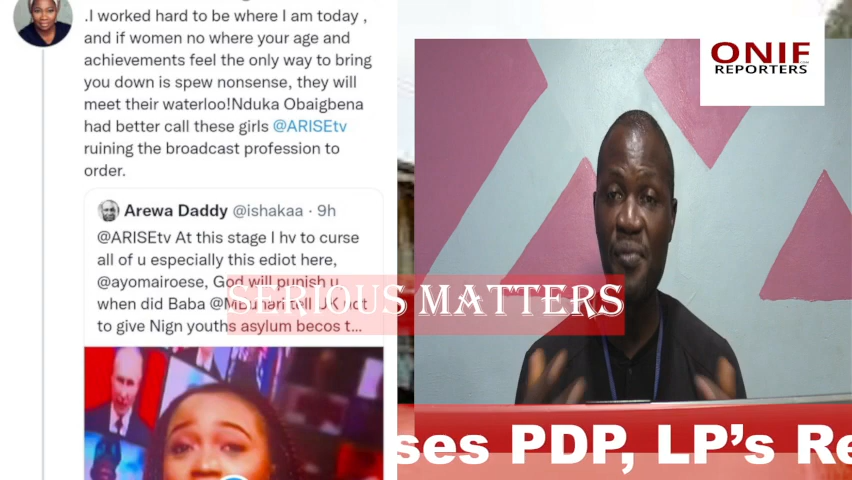 .I worked hard to be where I am today ,
and if women no where your age and
achievements feel the only way to bring
you down is spew nonsense, they will
meet their waterloo!Nduka Obaigbena
had better call these girls @ARISEtv
ruining the broadcast profession to
order.
Arewa Daddy @ishakaa · 9h
@ARISEtv At this stage I hv to curse
all of u especially this ediot here,
@ayomairoese, God will punish u
when did Baba @MBuhari tell UK not
to give Nign youths asylum becos t...
SERIOUS MATTERS
ONIF
REPORTERS
ses PDP, LP's Re